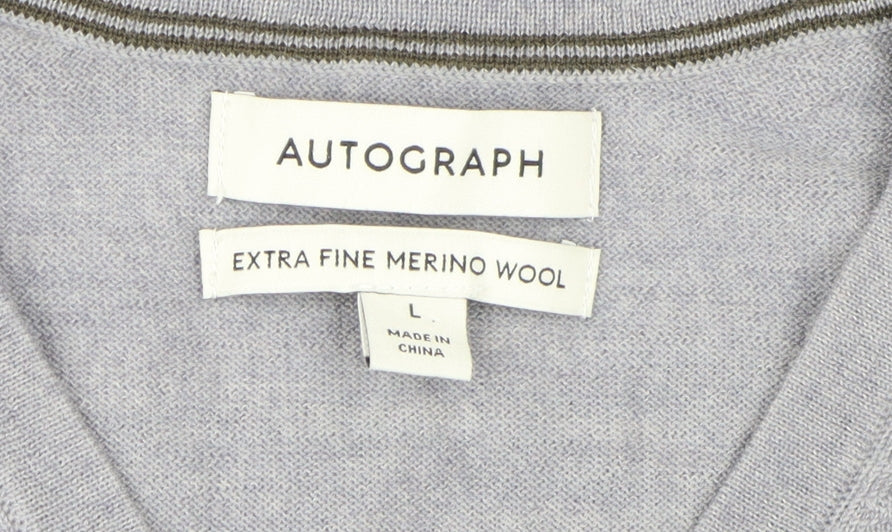 AUTOGRAPH
EXTRA FINE MERINO WOOL
L
MADE IN
CHINA